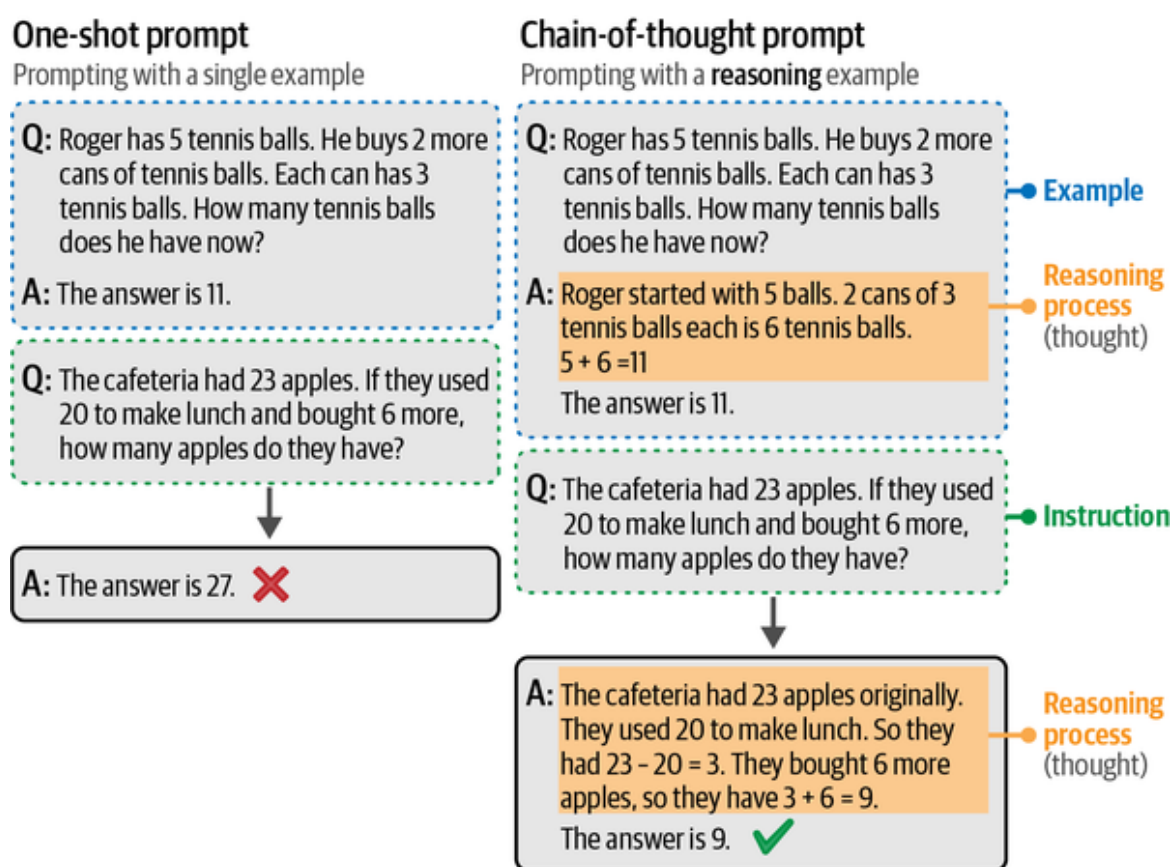 One-shot prompt
Prompting with a single example
Q: Roger has 5 tennis balls. He buys 2 more
cans of tennis balls. Each can has 3
tennis balls. How many tennis balls
does he have now?
A: The answer is 11.
Q: The cafeteria had 23 apples. If they used
20 to make lunch and bought 6 more,
how many apples do they have?
A: The answer is 27.
Chain-of-thought prompt
Prompting with a reasoning example
Q: Roger has 5 tennis balls. He buys 2 more
cans of tennis balls. Each can has 3
tennis balls. How many tennis balls
does he have now?
Example
A: Roger started with 5 balls. 2 cans of 3
tennis balls each is 6 tennis balls.
5 + 6 =11
The answer is 11.
Reasoning
process
(thought)
Q: The cafeteria had 23 apples. If they used
20 to make lunch and bought 6 more,
how many apples do they have?
Instruction
A: The cafeteria had 23 apples originally.
They used 20 to make lunch. So they
had 23 – 20 = 3. They bought 6 more
apples, so they have 3 + 6 = 9.
The answer is 9.
Reasoning
process
(thought)